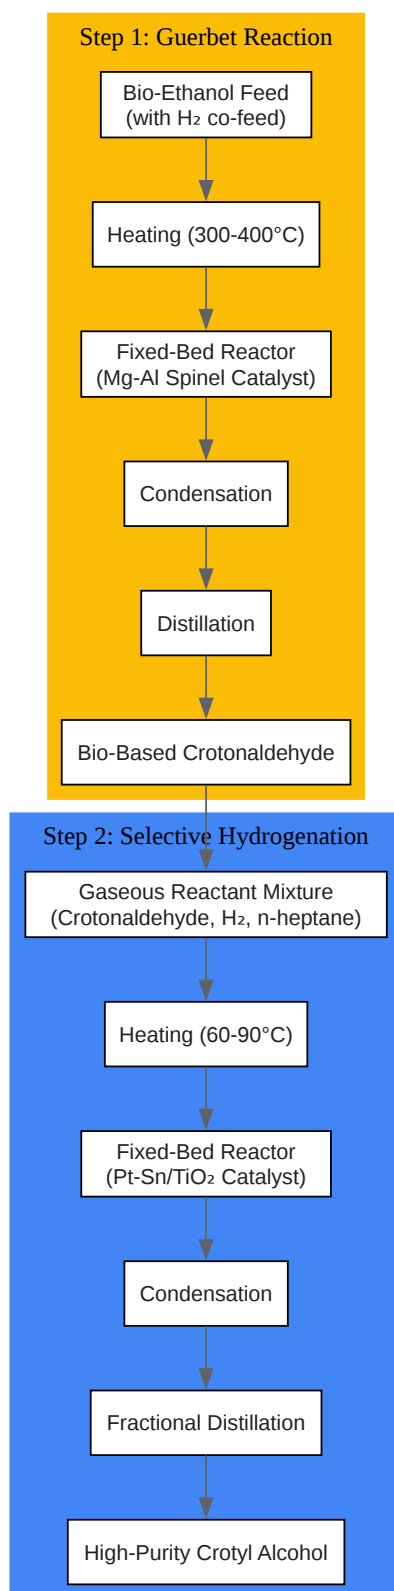 Step 1: Guerbet Reaction
Bio-Ethanol Feed
(with H₂ co-feed)
Heating (300-400°C)
Fixed-Bed Reactor
(Mg-Al Spinel Catalyst)
Condensation
Distillation
Bio-Based Crotonaldehyde
Step 2: Selective Hydrogenation
Gaseous Reactant Mixture
(Crotonaldehyde, H₂, n-heptane)
Heating (60-90°C)
Fixed-Bed Reactor
(Pt-Sn/TiO₂ Catalyst)
Condensation
Fractional Distillation
High-Purity Crotyl Alcohol